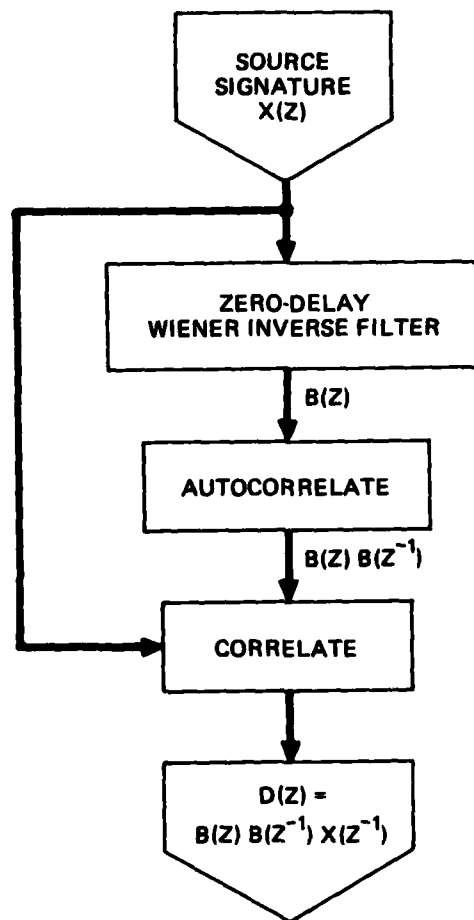 SOURCE
SIGNATURE
X(Z)
ZERO-DELAY
WIENER INVERSE FILTER
B(Z)
AUTOCORRELATE
B(Z) B(Z⁻¹)
CORRELATE
D(Z) =
B(Z) B(Z⁻¹) X(Z⁻¹)